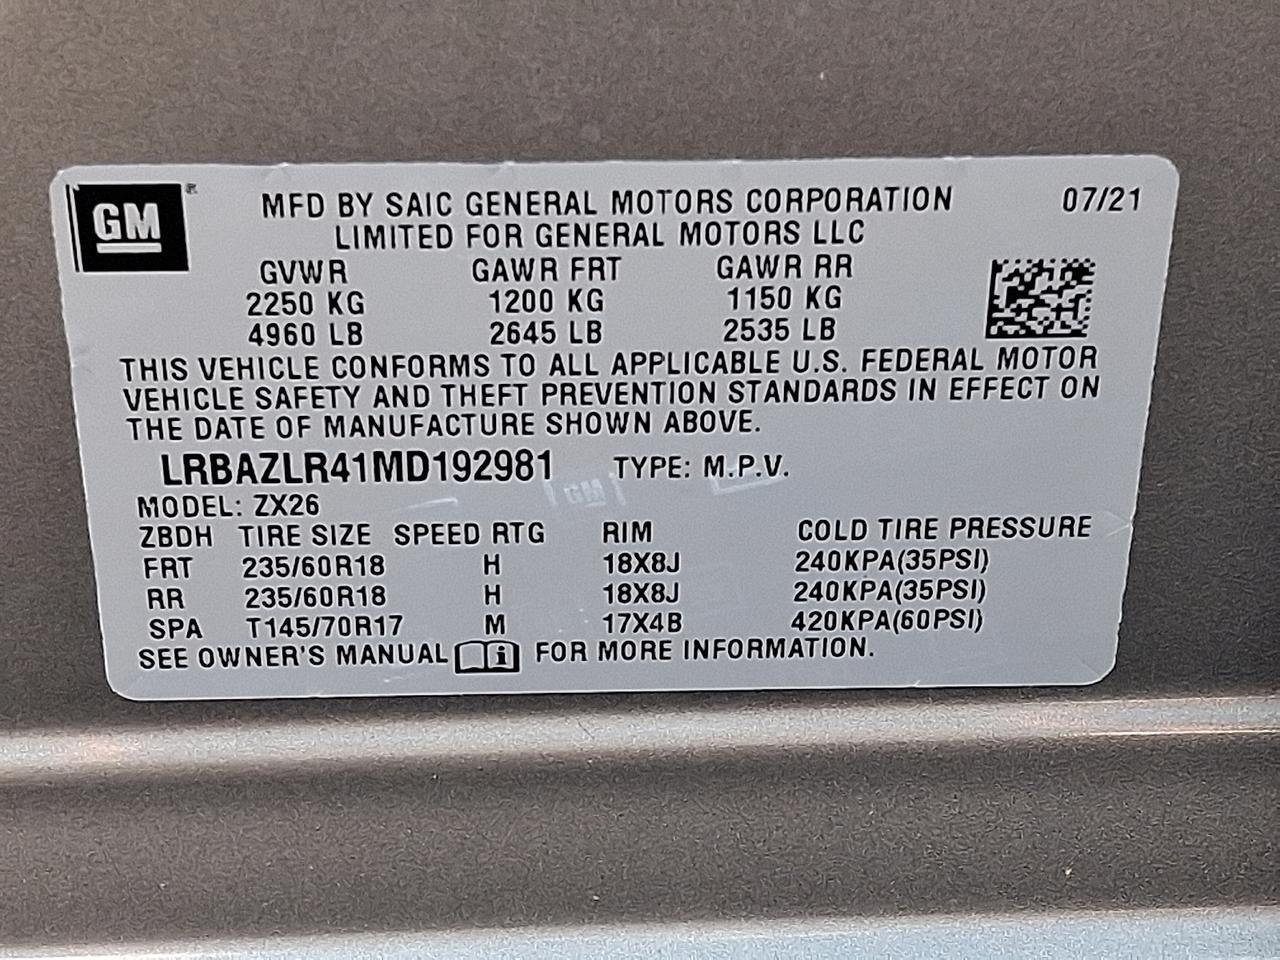 GM®
MFD BY SAIC GENERAL MOTORS CORPORATION 07/21
LIMITED FOR GENERAL MOTORS LLC
GVWR GAWR FRT GAWR RR
2250 KG 1200 KG 1150 KG
4960 LB 2645 LB 2535 LB
THIS VEHICLE CONFORMS TO ALL APPLICABLE U.S. FEDERAL MOTOR
VEHICLE SAFETY AND THEFT PREVENTION STANDARDS IN EFFECT ON
THE DATE OF MANUFACTURE SHOWN ABOVE.
LRBAZLR41MD192981 TYPE: M.P.V.
GM
MODEL: ZX26
ZBDH TIRE SIZE SPEED RTG RIM COLD TIRE PRESSURE
FRT 235/60R18 H 18X8J 240KPA(35PSI)
RR 235/60R18 H 18X8J 240KPA(35PSI)
SPA T145/70R17 M 17X4B 420KPA(60PSI)
SEE OWNER'S MANUAL i FOR MORE INFORMATION.